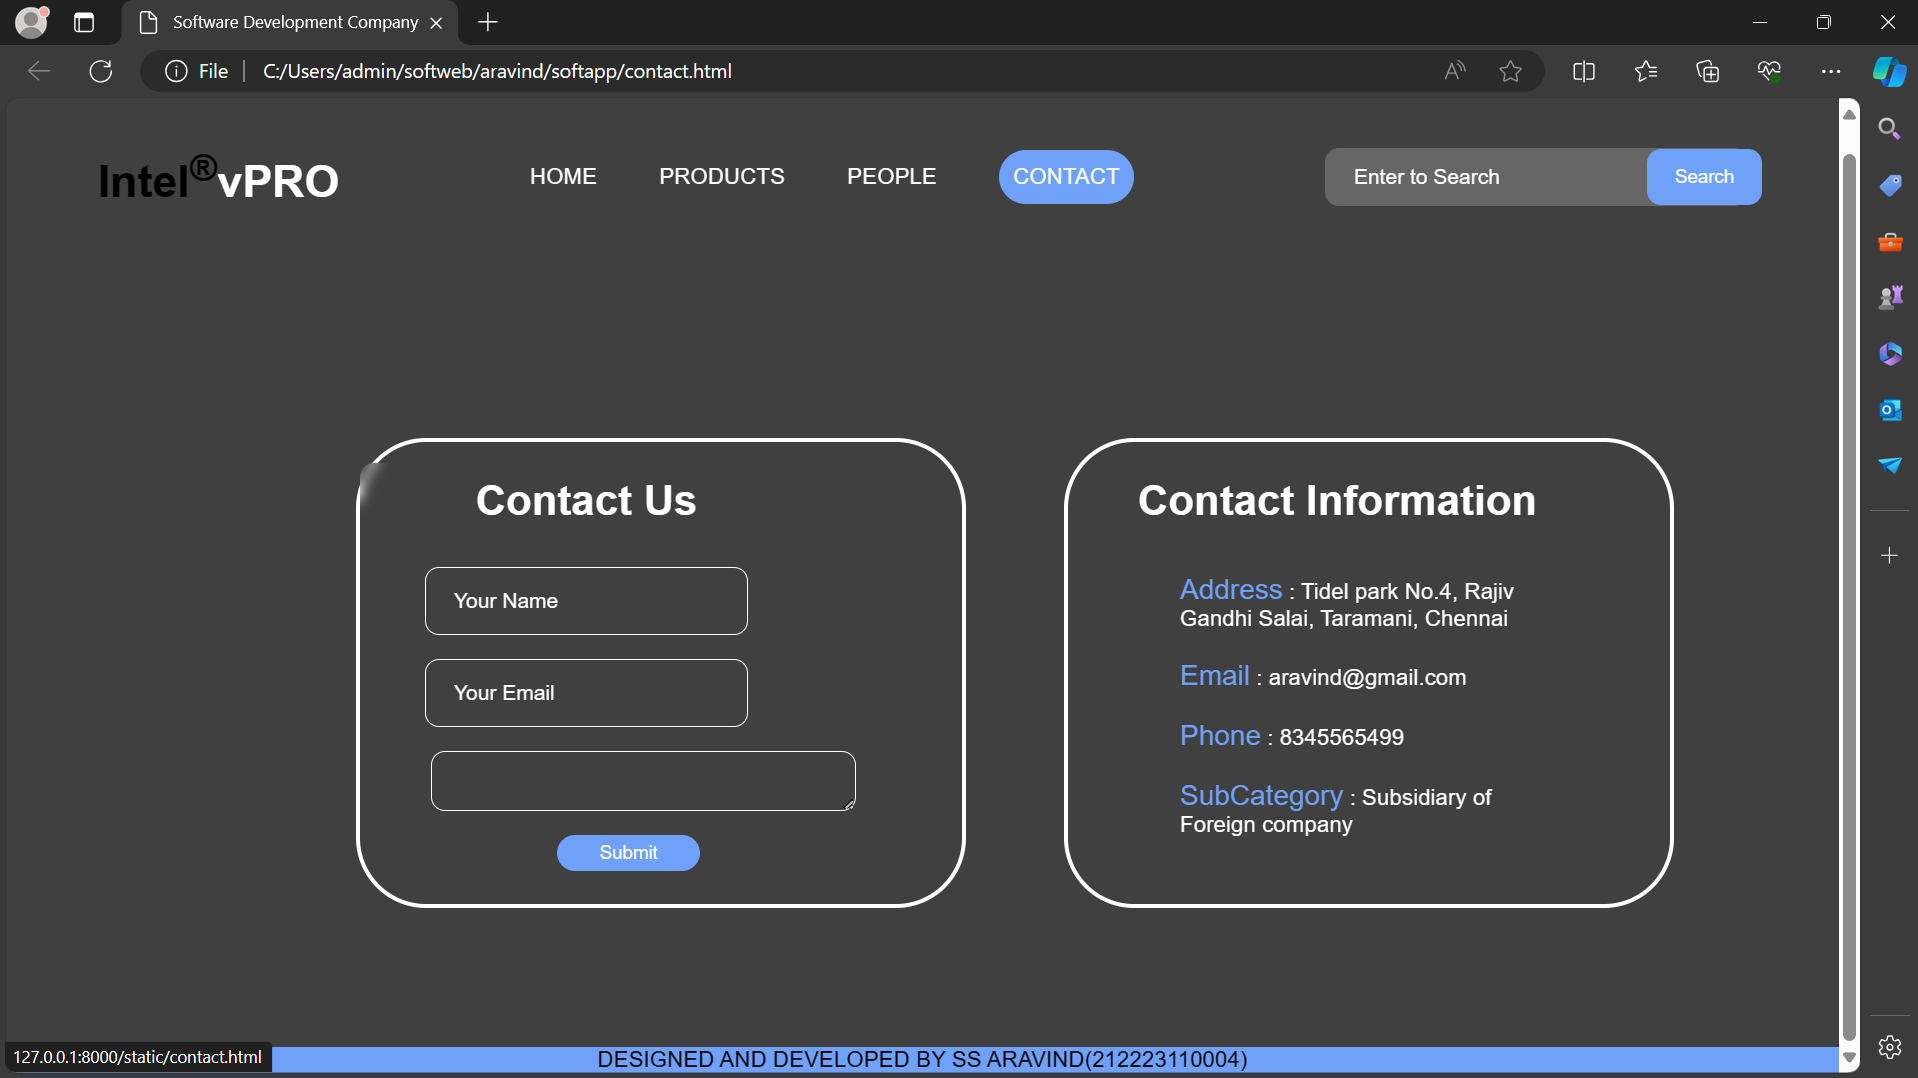 Software Development Company
File
C:/Users/admin/softweb/aravind/softapp/contact.html
Intel®vPRO
HOME
PRODUCTS
PEOPLE
CONTACT
Enter to Search
Search
Contact Us
Your Name
Your Email
Submit
Contact Information
Address : Tidel park No.4, Rajiv
Gandhi Salai, Taramani, Chennai
Email : aravind@gmail.com
Phone : 8345565499
SubCategory : Subsidiary of
Foreign company
127.0.0.1:8000/static/contact.html
DESIGNED AND DEVELOPED BY SS ARAVIND(212223110004)